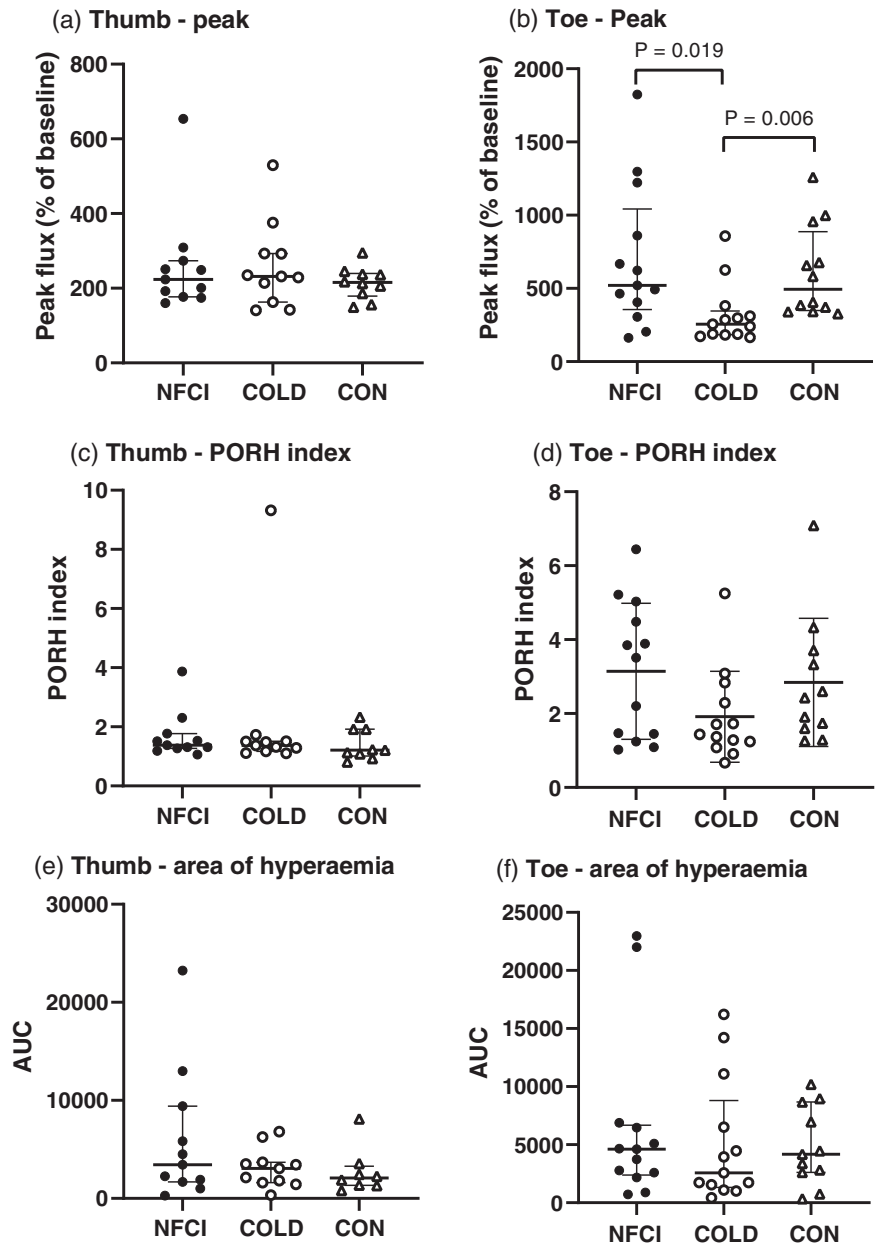 (a) Thumb - peak
Peak flux (% of baseline)
800
600
400
200
0
NFCI COLD CON
(b) Toe - Peak
P = 0.019
P = 0.006
Peak flux (% of baseline)
2000
1500
1000
500
0
NFCI COLD CON
(c) Thumb - PORH index
PORH index
10
8
6
4
2
0
NFCI COLD CON
(d) Toe - PORH index
PORH index
8
6
4
2
0
NFCI COLD CON
(e) Thumb - area of hyperaemia
AUC
30000
20000
10000
0
NFCI COLD CON
(f) Toe - area of hyperaemia
AUC
25000
20000
15000
10000
5000
0
NFCI COLD CON